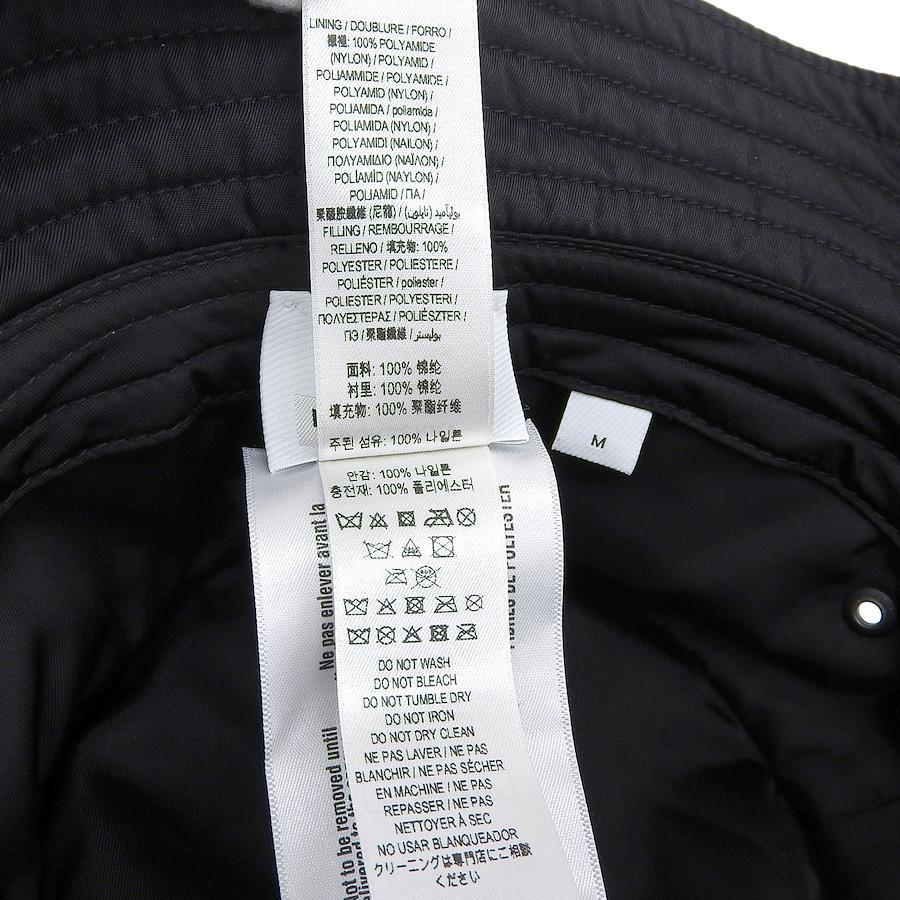 LINING / DOUBLURE / FORRO /
襯裡: 100% POLYAMIDE
(NYLON) / POLYAMID /
POLIAMMIDE / POLYAMIDE /
POLYAMID (NYLON) /
POLIAMIDA / poliamida /
POLIAMIDA (NYLON) /
POLYAMIDI (NAILON) /
ΠΟΛΥΑΜΙΔΙΟ (ΝΑΪΛΟΝ) /
POLİAMİD (NAYLON) /
POLIAMID / ПА /
聚醯胺纖維 (尼龍) / (نايلون) بولياميد
FILLING / REMBOURRAGE /
RELLENO / 填充物: 100%
POLYESTER / POLIESTERE /
POLIÉSTER / poliester /
POLIESTER / POLYESTERI /
ΠΟΛΥΕΣΤΕΡΑΣ / POLIÉSZTER /
ПЭ / 聚酯纖維 / بوليستر
面料: 100% 锦纶
衬里: 100% 锦纶
填充物: 100% 聚酯纤维
주된 섬유: 100% 나일론
안감: 100% 나일론
충전재: 100% 폴리에스터
DO NOT WASH
DO NOT BLEACH
DO NOT TUMBLE DRY
DO NOT IRON
DO NOT DRY CLEAN
NE PAS LAVER / NE PAS
BLANCHIR / NE PAS SÉCHER
EN MACHINE / NE PAS
REPASSER / NE PAS
NETTOYER À SEC
NO USAR BLANQUEADOR
クリーニングは専門店にご相談
ください
M
Ne pas enlever avant la
Not to be removed until
DE POLYESTER